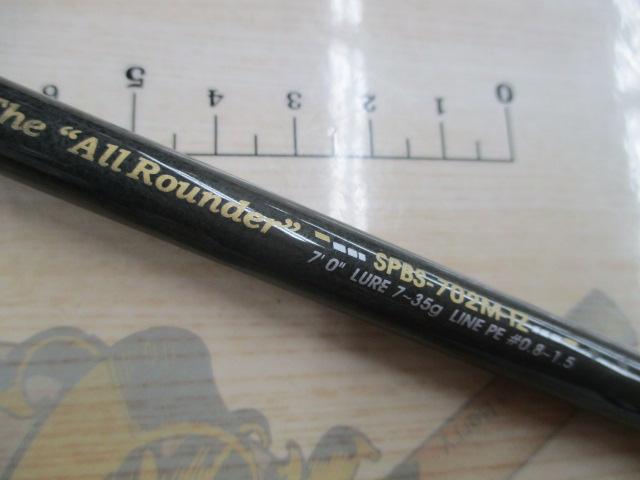 The "All Rounder" SPBS-702M
7'0" LURE 7-35g LINE PE #0.8-1.5
0 1 2 3 4 5 6